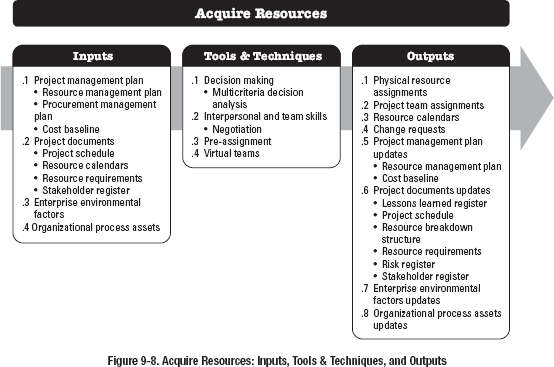 Acquire Resources
Inputs
.1 Project management plan
• Resource management plan
• Procurement management
plan
• Cost baseline
.2 Project documents
• Project schedule
• Resource calendars
• Resource requirements
• Stakeholder register
.3 Enterprise environmental
factors
.4 Organizational process assets
Tools & Techniques
.1 Decision making
• Multicriteria decision
analysis
.2 Interpersonal and team skills
• Negotiation
.3 Pre-assignment
.4 Virtual teams
Outputs
.1 Physical resource
assignments
.2 Project team assignments
.3 Resource calendars
.4 Change requests
.5 Project management plan
updates
• Resource management plan
• Cost baseline
.6 Project documents updates
• Lessons learned register
• Project schedule
• Resource breakdown
structure
• Resource requirements
• Risk register
• Stakeholder register
.7 Enterprise environmental
factors updates
.8 Organizational process assets
updates
Figure 9-8. Acquire Resources: Inputs, Tools & Techniques, and Outputs